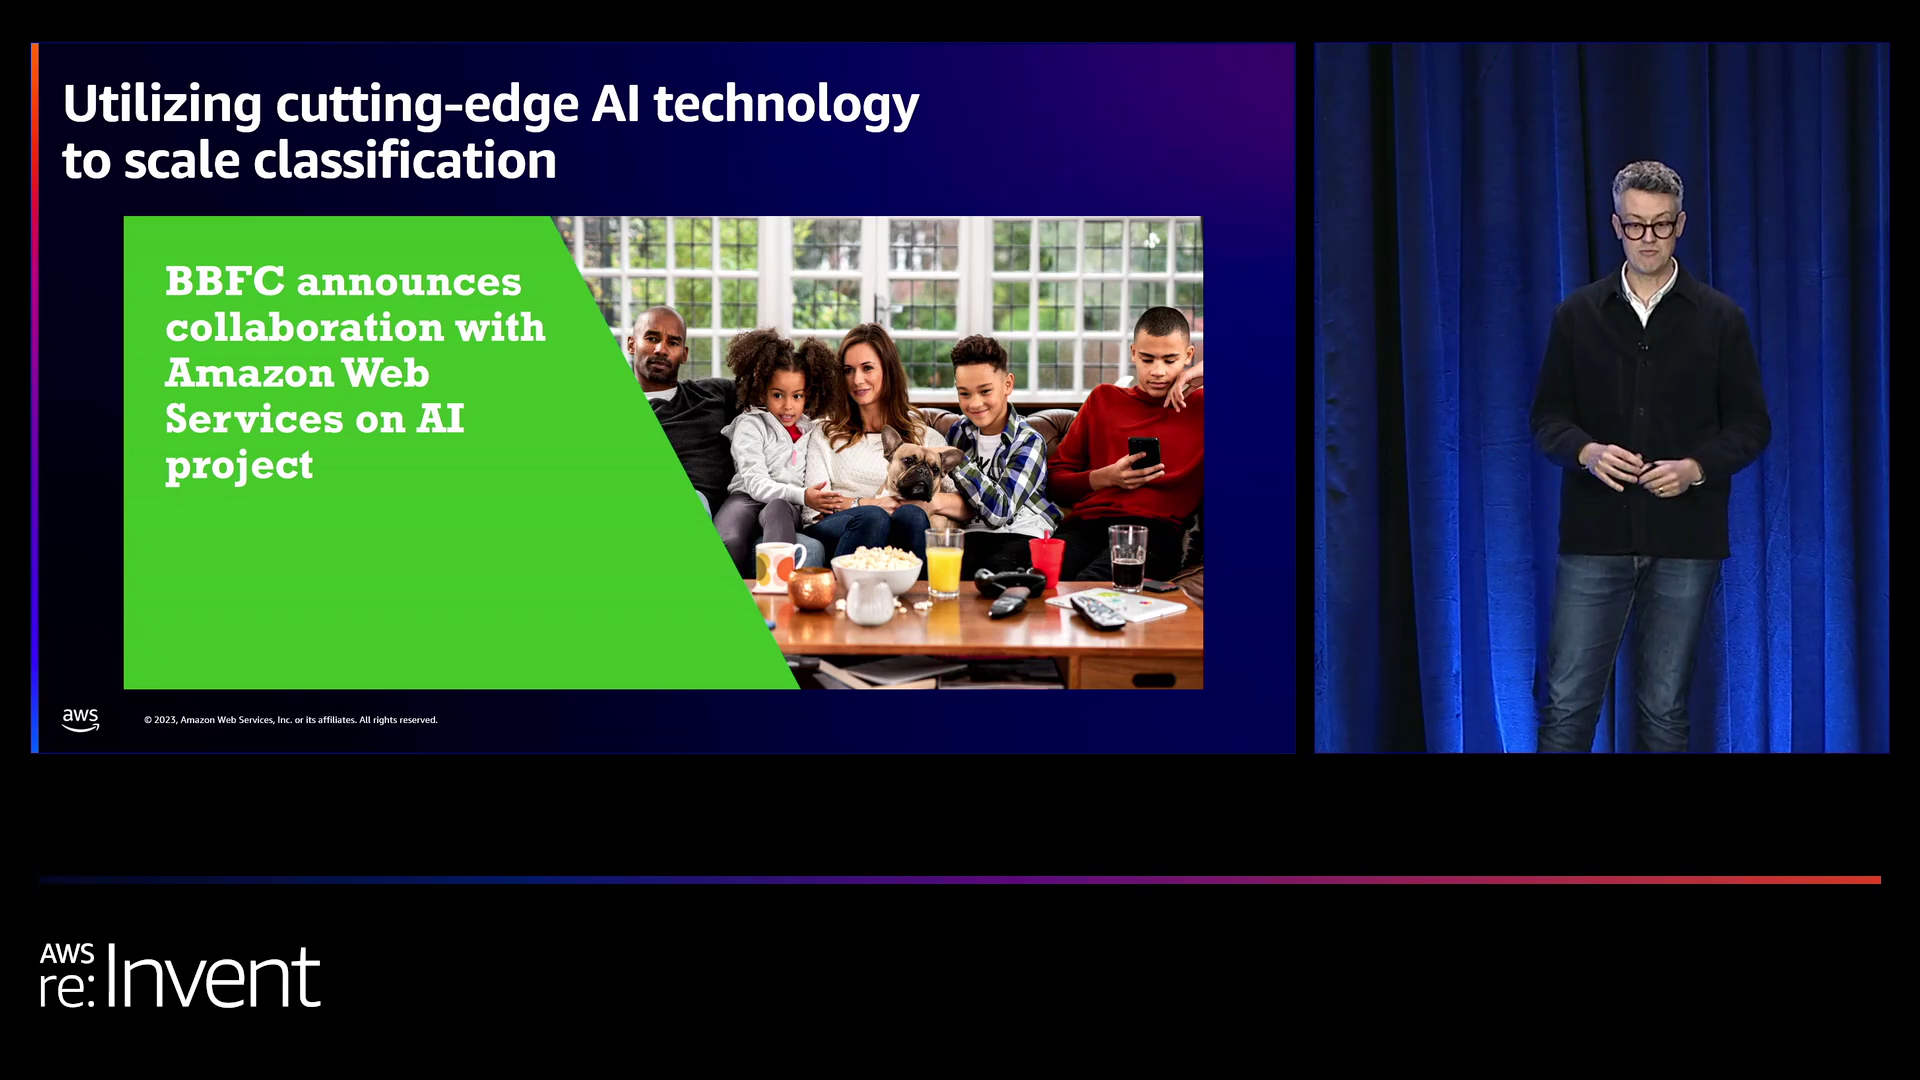 Utilizing cutting-edge AI technology
to scale classification
BBFC announces
collaboration with
Amazon Web
Services on AI
project
aws
© 2023, Amazon Web Services, Inc. or its affiliates. All rights reserved.
AWS
re:Invent